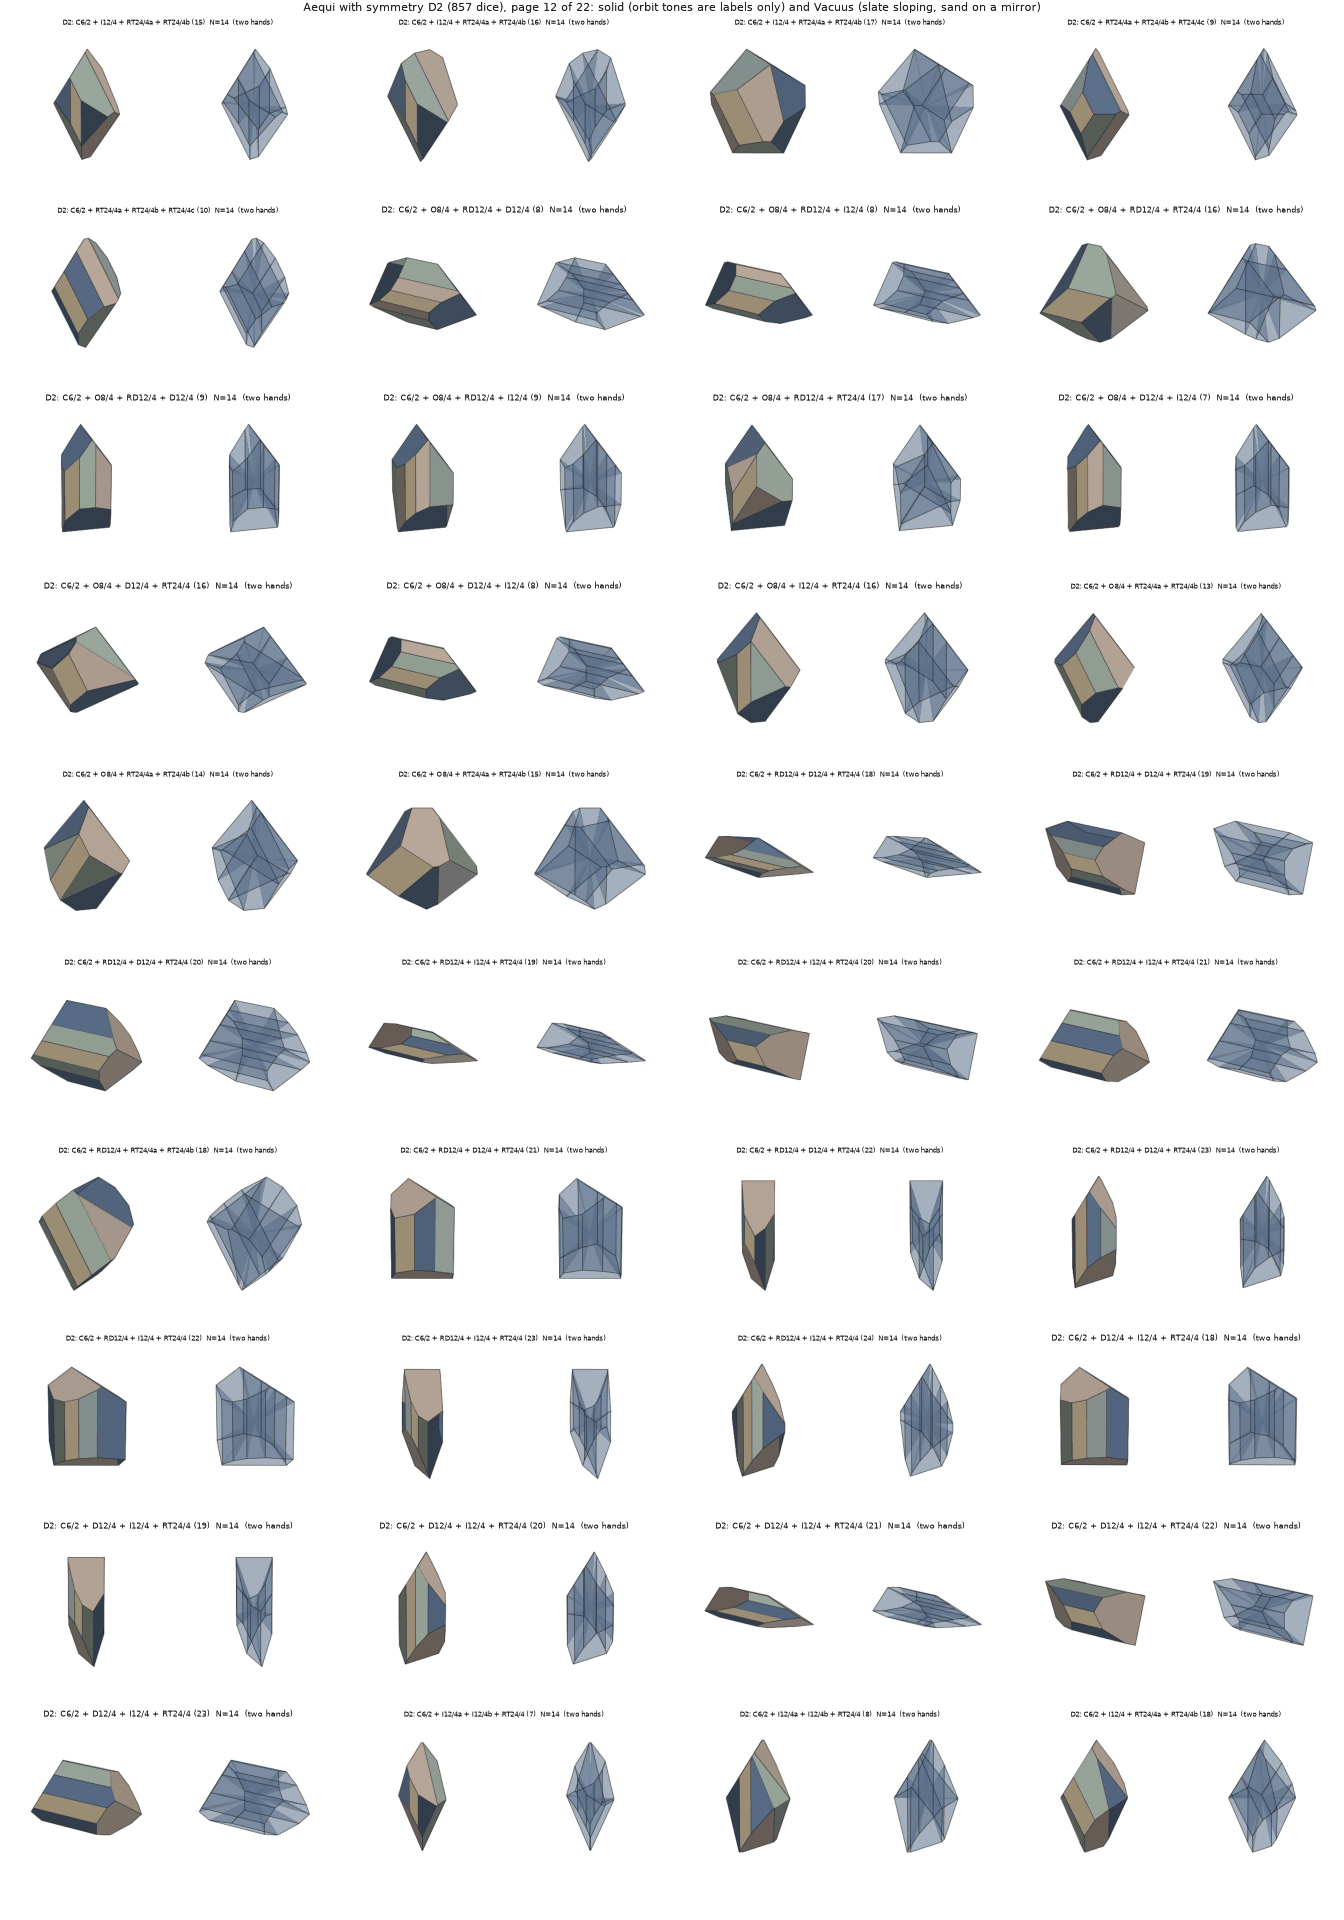 Aequi with symmetry D2 (857 dice), page 12 of 22: solid (orbit tones are labels only) and Vacuus (slate sloping, sand on a mirror)
D2: C6/2 + I12/4 + RT24/4a + RT24/4b (15)  N=14  (two hands)
D2: C6/2 + I12/4 + RT24/4a + RT24/4b (16)  N=14  (two hands)
D2: C6/2 + I12/4 + RT24/4a + RT24/4b (17)  N=14  (two hands)
D2: C6/2 + RT24/4a + RT24/4b + RT24/4c (9)  N=14  (two hands)
D2: C6/2 + RT24/4a + RT24/4b + RT24/4c (10)  N=14  (two hands)
D2: C6/2 + O8/4 + RD12/4 + D12/4 (8)  N=14  (two hands)
D2: C6/2 + O8/4 + RD12/4 + I12/4 (8)  N=14  (two hands)
D2: C6/2 + O8/4 + RD12/4 + RT24/4 (16)  N=14  (two hands)
D2: C6/2 + O8/4 + RD12/4 + D12/4 (9)  N=14  (two hands)
D2: C6/2 + O8/4 + RD12/4 + I12/4 (9)  N=14  (two hands)
D2: C6/2 + O8/4 + RD12/4 + RT24/4 (17)  N=14  (two hands)
D2: C6/2 + O8/4 + D12/4 + I12/4 (7)  N=14  (two hands)
D2: C6/2 + O8/4 + D12/4 + RT24/4 (16)  N=14  (two hands)
D2: C6/2 + O8/4 + D12/4 + I12/4 (8)  N=14  (two hands)
D2: C6/2 + O8/4 + I12/4 + RT24/4 (16)  N=14  (two hands)
D2: C6/2 + O8/4 + RT24/4a + RT24/4b (13)  N=14  (two hands)
D2: C6/2 + O8/4 + RT24/4a + RT24/4b (14)  N=14  (two hands)
D2: C6/2 + O8/4 + RT24/4a + RT24/4b (15)  N=14  (two hands)
D2: C6/2 + RD12/4 + D12/4 + RT24/4 (18)  N=14  (two hands)
D2: C6/2 + RD12/4 + D12/4 + RT24/4 (19)  N=14  (two hands)
D2: C6/2 + RD12/4 + D12/4 + RT24/4 (20)  N=14  (two hands)
D2: C6/2 + RD12/4 + I12/4 + RT24/4 (19)  N=14  (two hands)
D2: C6/2 + RD12/4 + I12/4 + RT24/4 (20)  N=14  (two hands)
D2: C6/2 + RD12/4 + I12/4 + RT24/4 (21)  N=14  (two hands)
D2: C6/2 + RD12/4 + RT24/4a + RT24/4b (18)  N=14  (two hands)
D2: C6/2 + RD12/4 + D12/4 + RT24/4 (21)  N=14  (two hands)
D2: C6/2 + RD12/4 + D12/4 + RT24/4 (22)  N=14  (two hands)
D2: C6/2 + RD12/4 + D12/4 + RT24/4 (23)  N=14  (two hands)
D2: C6/2 + RD12/4 + I12/4 + RT24/4 (22)  N=14  (two hands)
D2: C6/2 + RD12/4 + I12/4 + RT24/4 (23)  N=14  (two hands)
D2: C6/2 + RD12/4 + I12/4 + RT24/4 (24)  N=14  (two hands)
D2: C6/2 + D12/4 + I12/4 + RT24/4 (18)  N=14  (two hands)
D2: C6/2 + D12/4 + I12/4 + RT24/4 (19)  N=14  (two hands)
D2: C6/2 + D12/4 + I12/4 + RT24/4 (20)  N=14  (two hands)
D2: C6/2 + D12/4 + I12/4 + RT24/4 (21)  N=14  (two hands)
D2: C6/2 + D12/4 + I12/4 + RT24/4 (22)  N=14  (two hands)
D2: C6/2 + D12/4 + I12/4 + RT24/4 (23)  N=14  (two hands)
D2: C6/2 + I12/4a + I12/4b + RT24/4 (7)  N=14  (two hands)
D2: C6/2 + I12/4a + I12/4b + RT24/4 (8)  N=14  (two hands)
D2: C6/2 + I12/4 + RT24/4a + RT24/4b (18)  N=14  (two hands)